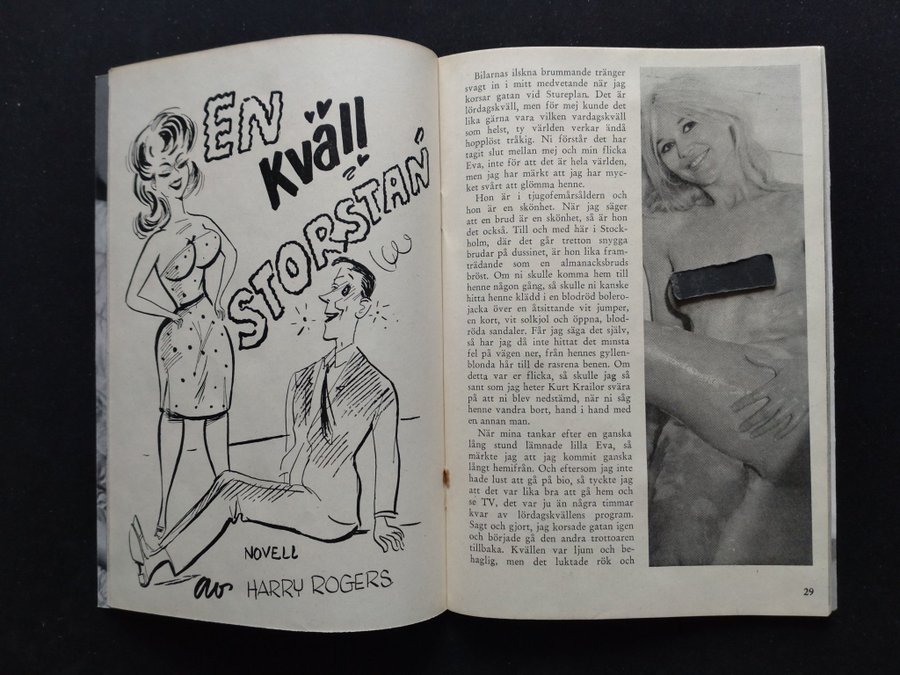 EN
Kväll
STORSTAN
NOVELL
av HARRY ROGERS
Bilarnas ilskna brummande tränger
svagt in i mitt medvetande när jag
korsar gatan vid Stureplan. Det är
lördagskväll, men för mej kunde det
lika gärna vara vilken vardagskväll
som helst, ty världen verkar ändå
hopplöst tråkig. Ni förstår det har
tagit slut mellan mej och min flicka
Eva, inte för att det är hela världen,
men jag har märkt att jag har myc-
ket svårt att glömma henne.
Hon är i tjugofemårsåldern och
hon är en skönhet. När jag säger
att en brud är en skönhet, så är hon
det också. Till och med här i Stock-
holm, där det går tretton snygga
brudar på dussinet, är hon lika fram-
trädande som en almanacksbruds
bröst. Om ni skulle komma hem till
henne någon gång, så skulle ni kanske
hitta henne klädd i en blodröd bolero-
jacka över en åtsittande vit jumper,
en kort, vit solkjol och öppna, blod-
röda sandaler. Får jag säga det själv,
så har jag då inte hittat det minsta
fel på vägen ner, från hennes gyllen-
blonda hår till de rasrena benen. Om
detta var er flicka, så skulle jag så
sant som jag heter Kurt Krailor svära
på att ni blev nedstämd, när ni såg
henne vandra bort, hand i hand med
en annan man.
När mina tankar efter en ganska
lång stund lämnade lilla Eva, så
märkte jag att jag kommit ganska
långt hemifrån. Och eftersom jag inte
hade lust att gå på bio, så tyckte jag
att det var lika bra att gå hem och
se TV, det var ju än några timmar
kvar av lördagskvällens program.
Sagt och gjort, jag korsade gatan igen
och började gå den andra trottoaren
tillbaka. Kvällen var ljum och be-
haglig, men det luktade rök och
29